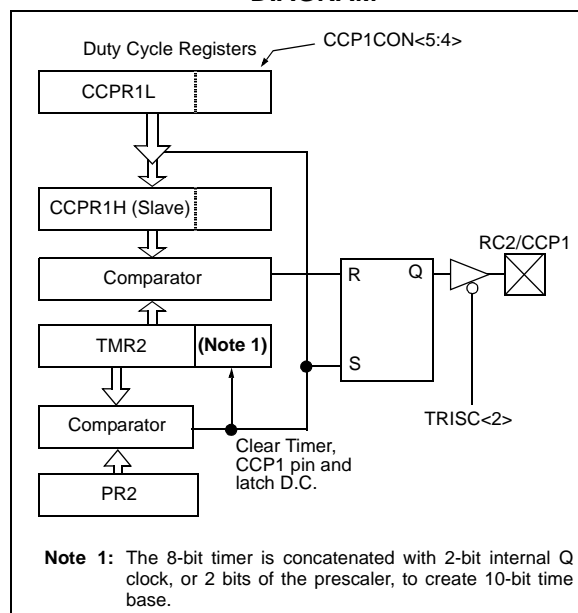 Duty Cycle Registers
CCP1CON<5:4>
CCPR1L
CCPR1H (Slave)
RC2/CCP1
Comparator
R
Q
TMR2
(Note 1)
S
Comparator
TRISC<2>
Clear Timer,
CCP1 pin and
latch D.C.
PR2
Note 1: The 8-bit timer is concatenated with 2-bit internal Q
clock, or 2 bits of the prescaler, to create 10-bit time
base.